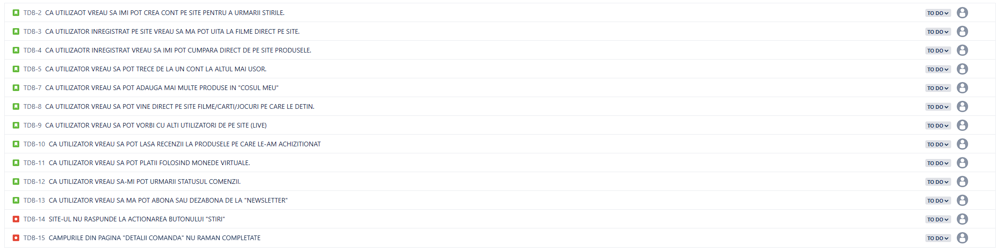 TDB-2 CA UTILIZAOT VREAU SA IMI POT CREA CONT PE SITE PENTRU A URMARII STIRILE. TO DO
TDB-3 CA UTILIZATOR INREGISTRAT PE SITE VREAU SA MA POT UITA LA FILME DIRECT PE SITE. TO DO
TDB-4 CA UTILIZAOTR INREGISTRAT VREAU SA IMI POT CUMPARA DIRECT DE PE SITE PRODUSELE. TO DO
TDB-5 CA UTILIZATOR VREAU SA POT TRECE DE LA UN CONT LA ALTUL MAI USOR. TO DO
TDB-7 CA UTILIZATOR VREAU SA POT ADAUGA MAI MULTE PRODUSE IN "COSUL MEU" TO DO
TDB-8 CA UTILIZATOR VREAU SA POT VINE DIRECT PE SITE FILME/CARTI/JOCURI PE CARE LE DETIN. TO DO
TDB-9 CA UTILIZATOR VREAU SA POT VORBI CU ALTI UTILIZATORI DE PE SITE (LIVE) TO DO
TDB-10 CA UTILIZATOR VREAU SA POT LASA RECENZII LA PRODUSELE PE CARE LE-AM ACHIZITIONAT TO DO
TDB-11 CA UTILIZATOR VREAU SA POT PLATII FOLOSIND MONEDE VIRTUALE. TO DO
TDB-12 CA UTILIZATOR VREAU SA-MI POT URMARII STATUSUL COMENZII. TO DO
TDB-13 CA UTILIZATOR VREAU SA MA POT ABONA SAU DEZABONA DE LA "NEWSLETTER" TO DO
TDB-14 SITE-UL NU RASPUNDE LA ACTIONAREA BUTONULUI "STIRI" TO DO
TDB-15 CAMPURILE DIN PAGINA "DETALII COMANDA" NU RAMAN COMPLETATE TO DO